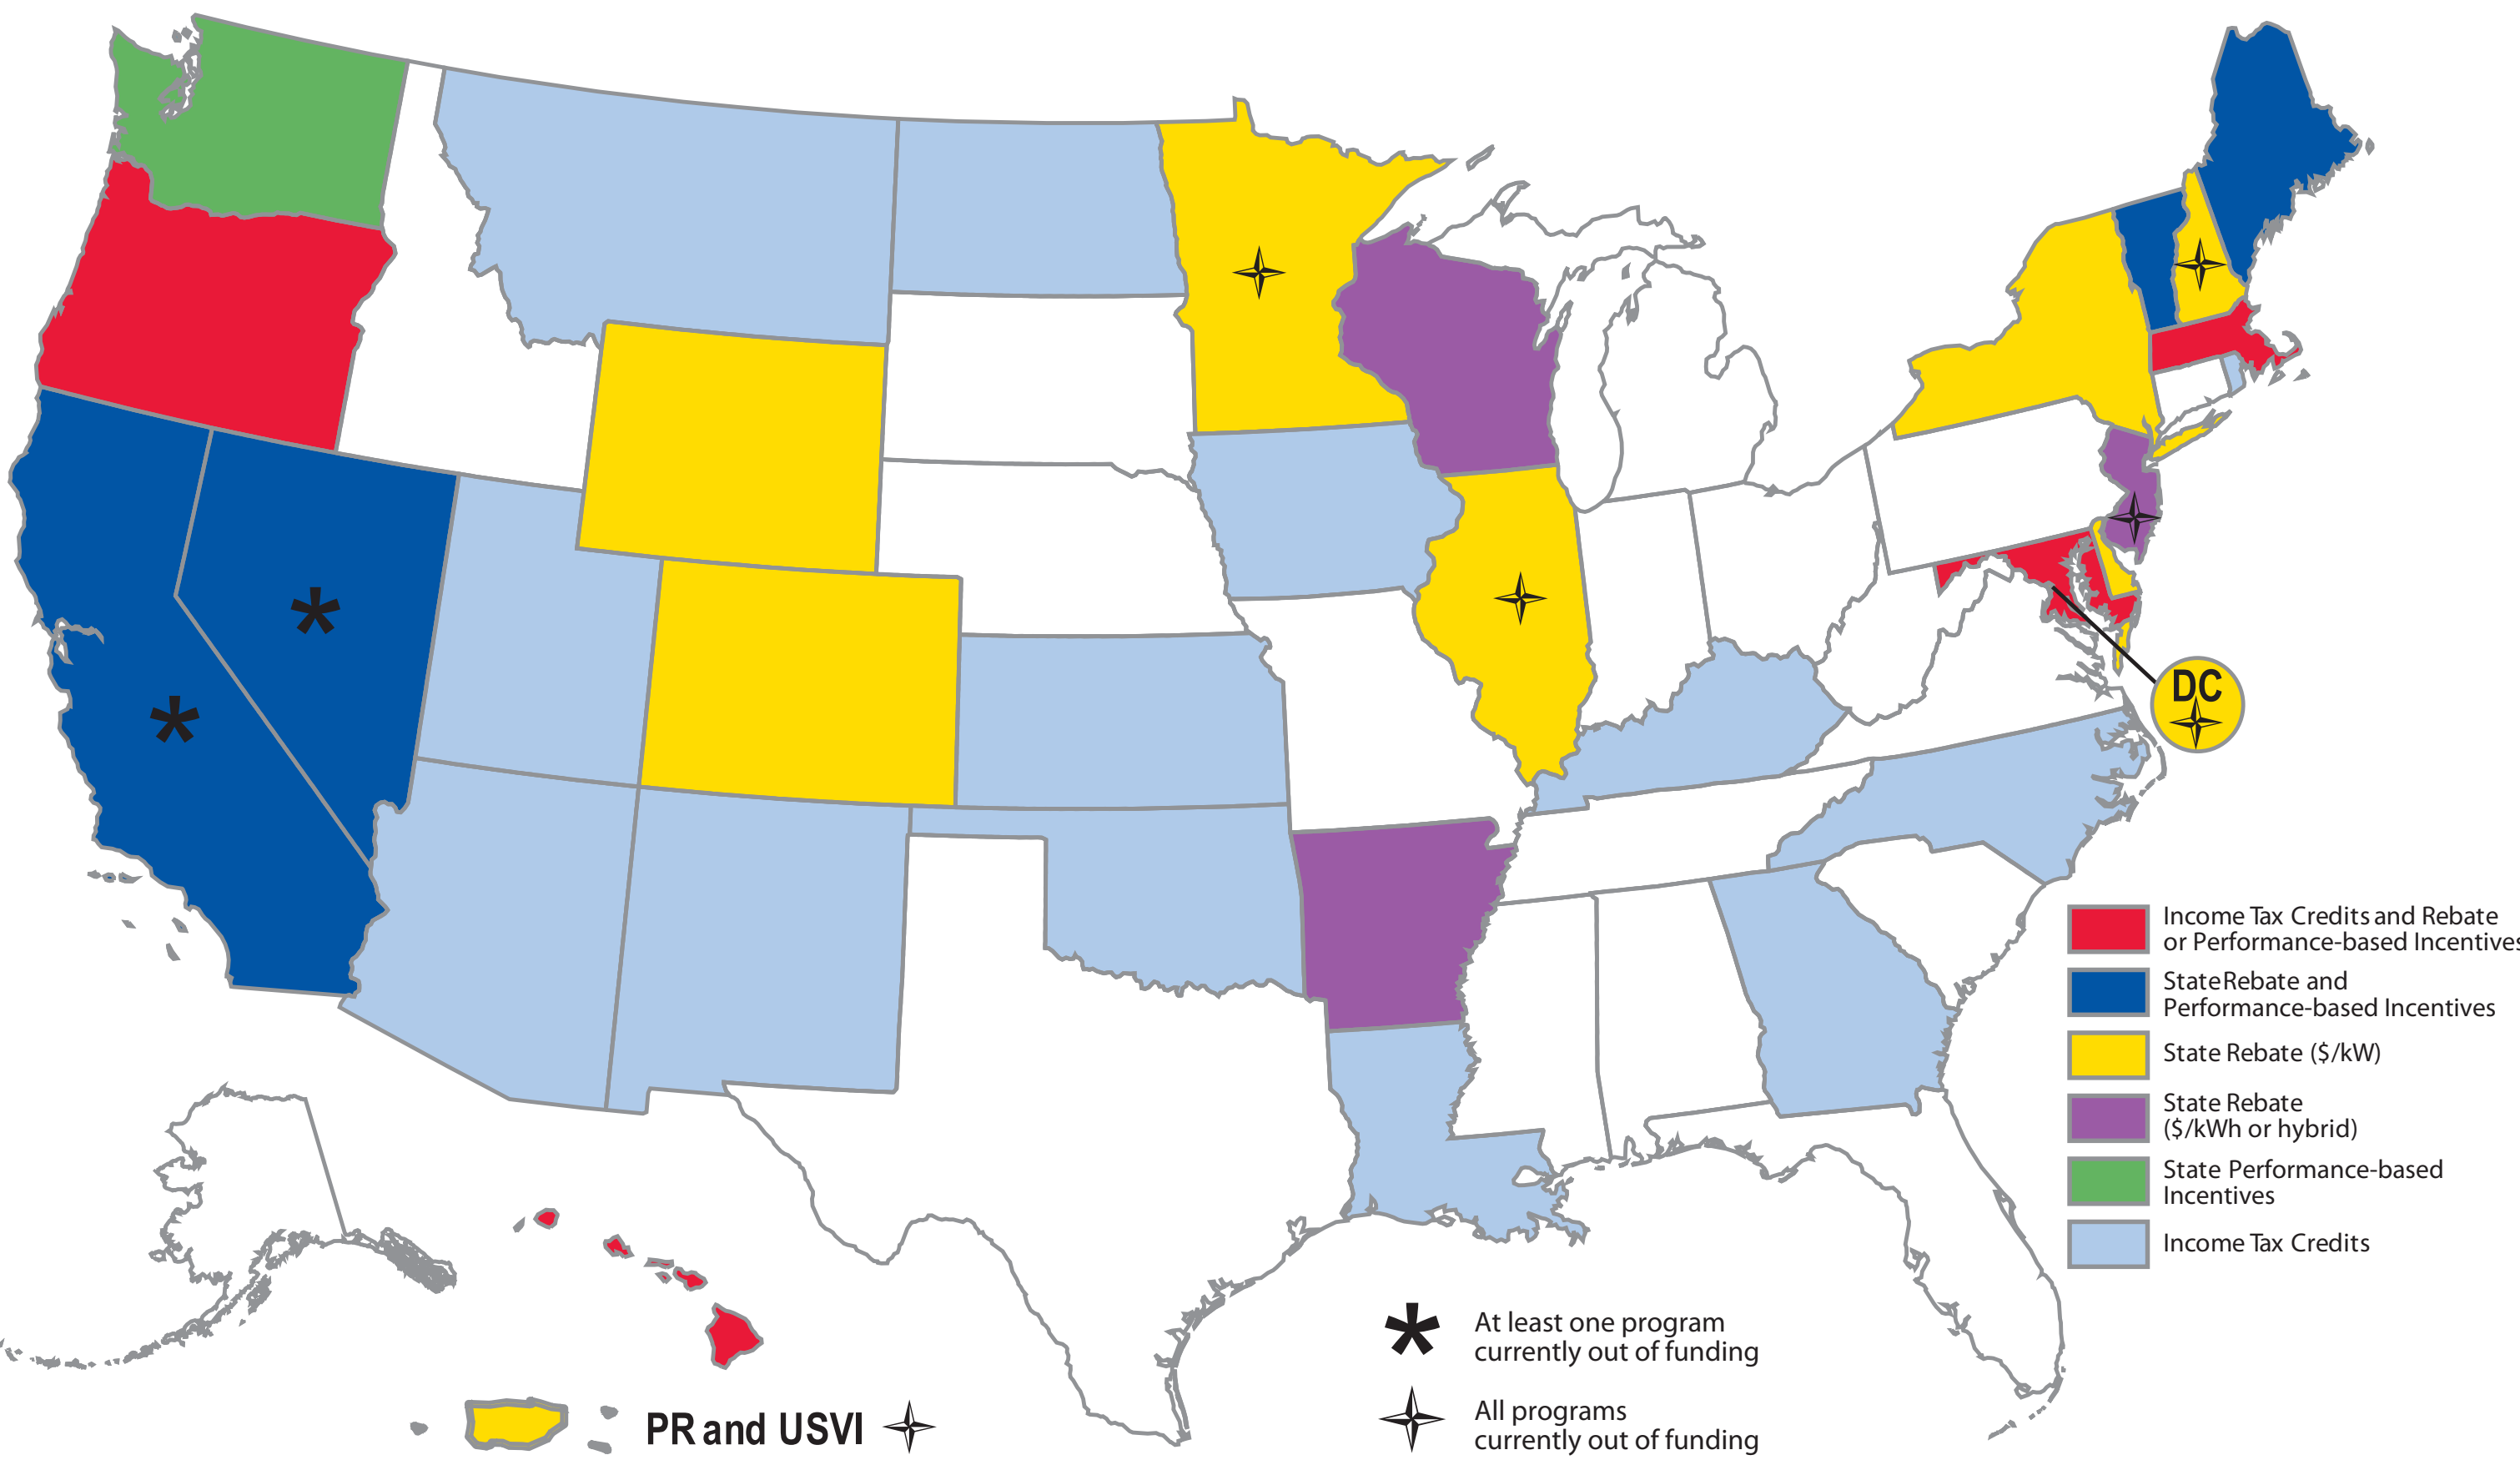 DC
Income Tax Credits and Rebate
or Performance-based Incentives
State Rebate and
Performance-based Incentives
State Rebate ($/kW)
State Rebate
($/kWh or hybrid)
State Performance-based
Incentives
Income Tax Credits
* At least one program
currently out of funding
All programs
currently out of funding
PR and USVI